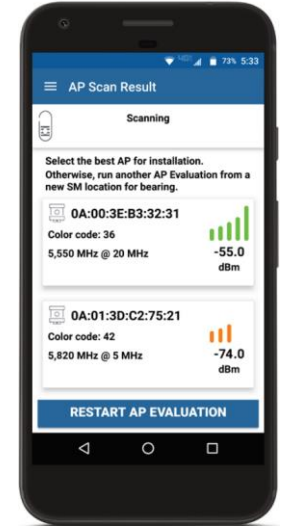 73% 5:33
AP Scan Result
Scanning
Select the best AP for installation.
Otherwise, run another AP Evaluation from a
new SM location for bearing.
0A:00:3E:B3:32:31
Color code: 36
5,550 MHz @ 20 MHz
-55.0
dBm
0A:01:3D:C2:75:21
Color code: 42
5,820 MHz @ 5 MHz
-74.0
dBm
RESTART AP EVALUATION